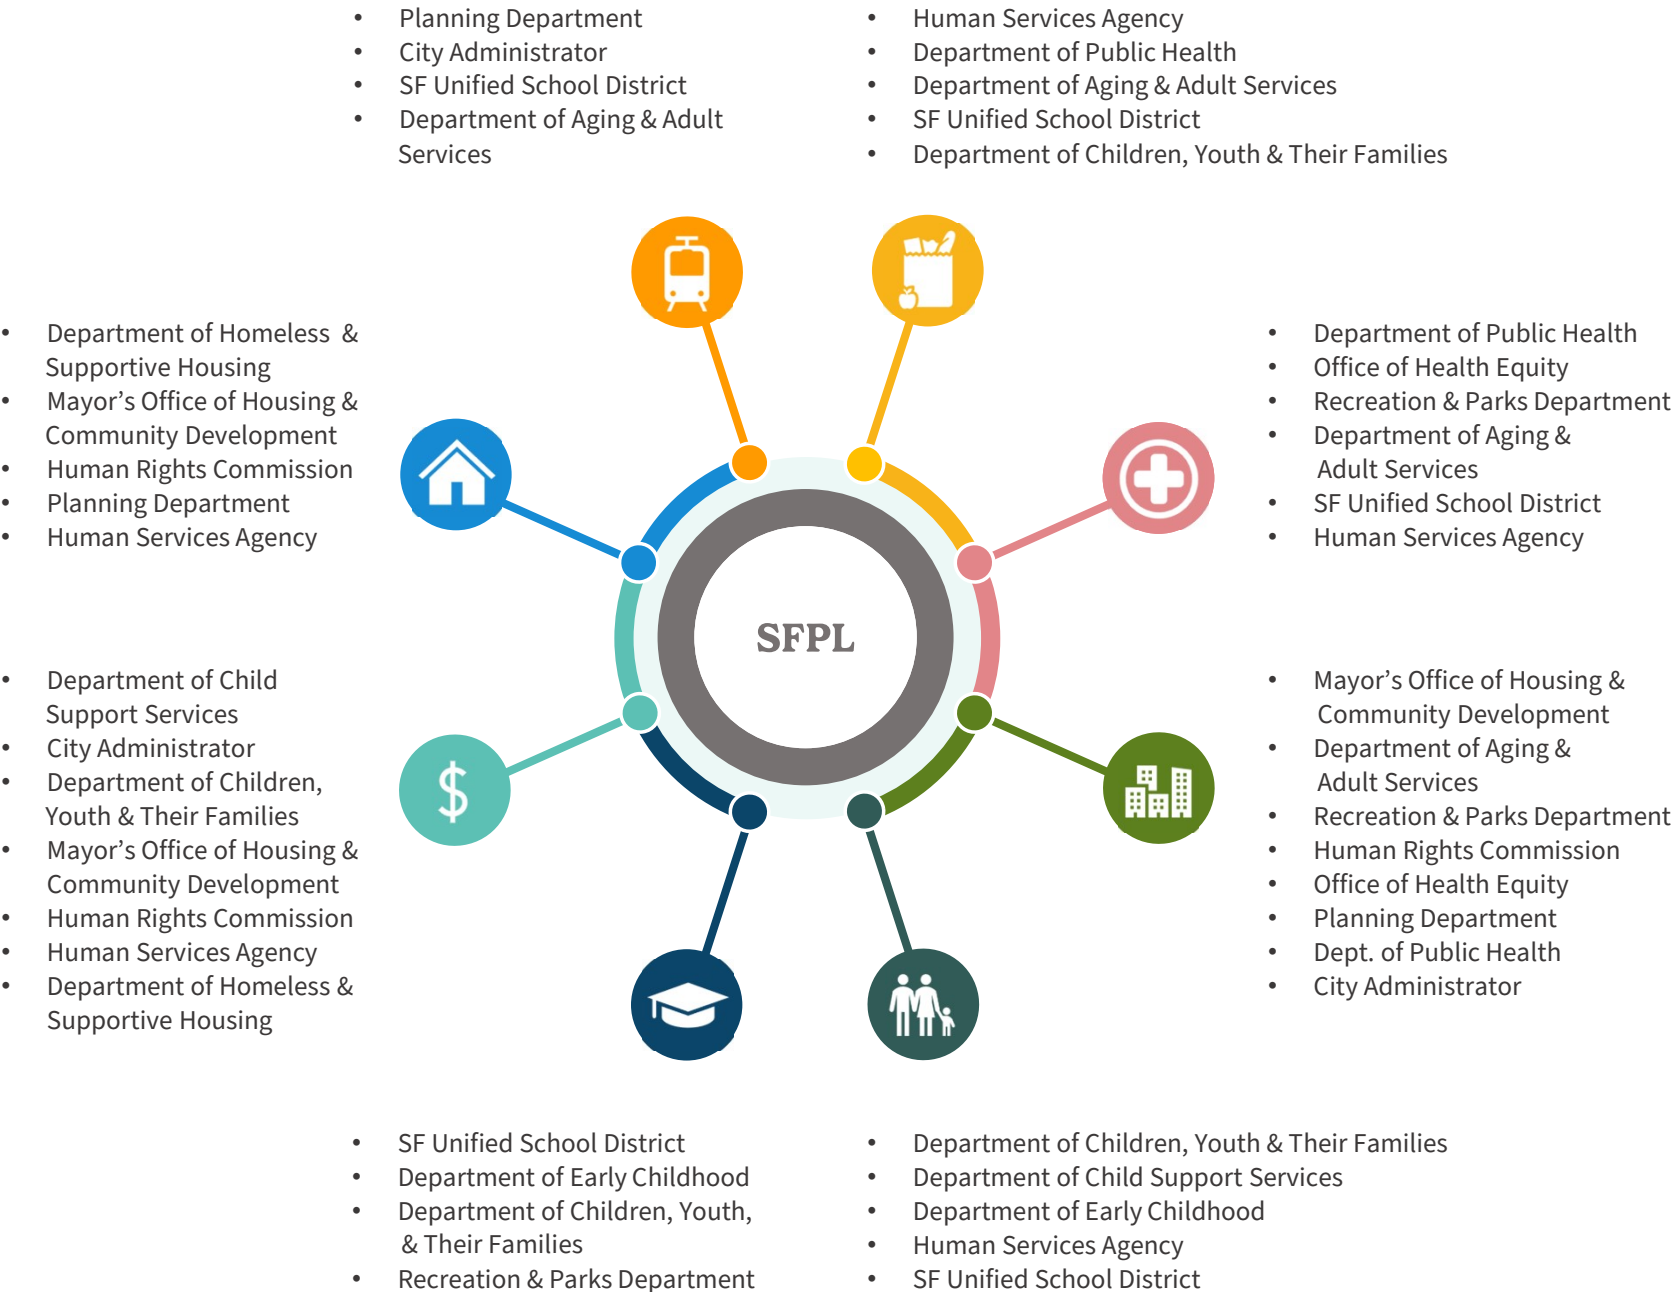 • Planning Department
• City Administrator
• SF Unified School District
• Department of Aging & Adult
Services
• Human Services Agency
• Department of Public Health
• Department of Aging & Adult Services
• SF Unified School District
• Department of Children, Youth & Their Families
• Department of Homeless &
Supportive Housing
• Mayor’s Office of Housing &
Community Development
• Human Rights Commission
• Planning Department
• Human Services Agency
• Department of Public Health
• Office of Health Equity
• Recreation & Parks Department
• Department of Aging &
Adult Services
• SF Unified School District
• Human Services Agency
SFPL
• Department of Child
Support Services
• City Administrator
• Department of Children,
Youth & Their Families
• Mayor’s Office of Housing &
Community Development
• Human Rights Commission
• Human Services Agency
• Department of Homeless &
Supportive Housing
$
• Mayor’s Office of Housing &
Community Development
• Department of Aging &
Adult Services
• Recreation & Parks Department
• Human Rights Commission
• Office of Health Equity
• Planning Department
• Dept. of Public Health
• City Administrator
• SF Unified School District
• Department of Early Childhood
• Department of Children, Youth,
& Their Families
• Recreation & Parks Department
• Department of Children, Youth & Their Families
• Department of Child Support Services
• Department of Early Childhood
• Human Services Agency
• SF Unified School District